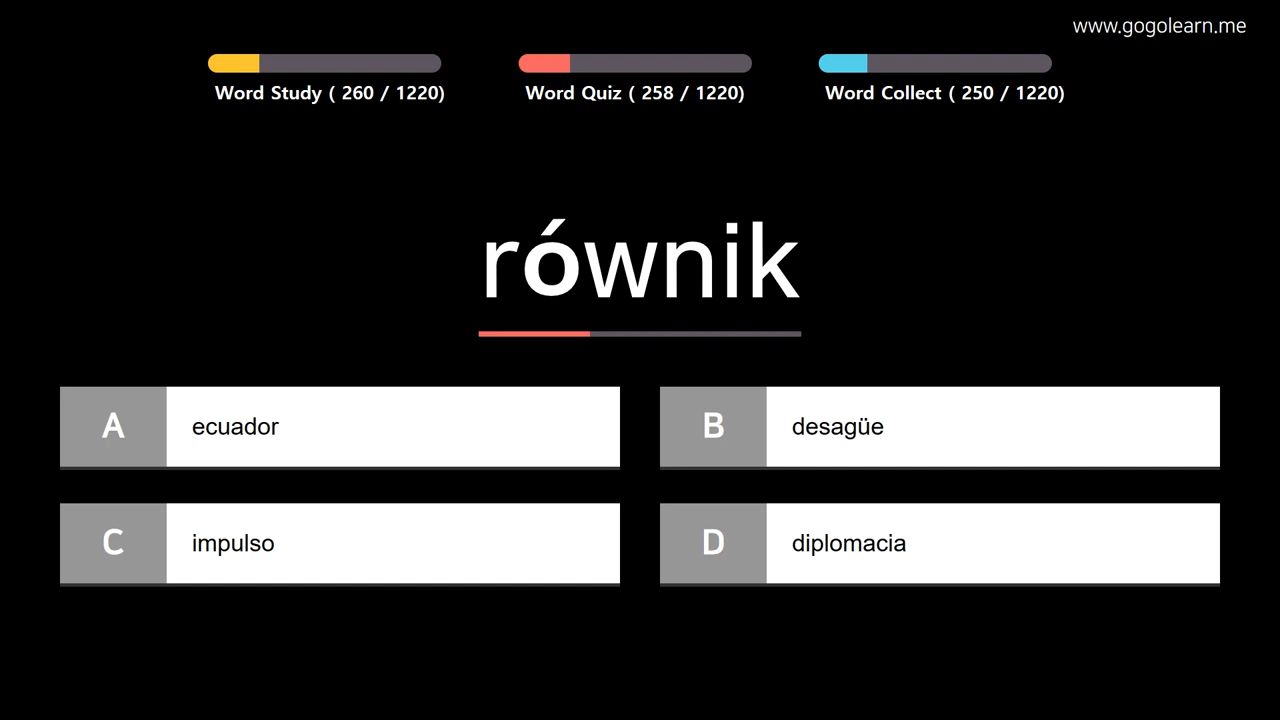 www.gogolearn.me
Word Study ( 260 / 1220)
Word Quiz ( 258 / 1220)
Word Collect ( 250 / 1220)
równik
A
ecuador
B
desagüe
C
impulso
D
diplomacia